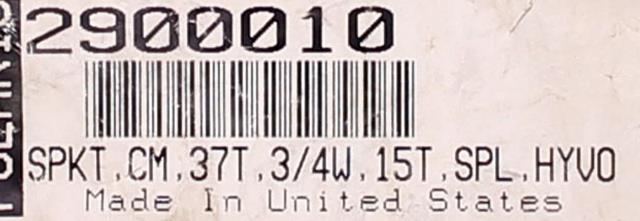 2900010
SPKT,CM,37T,3/4W,15T,SPL,HYVO
Made In United States